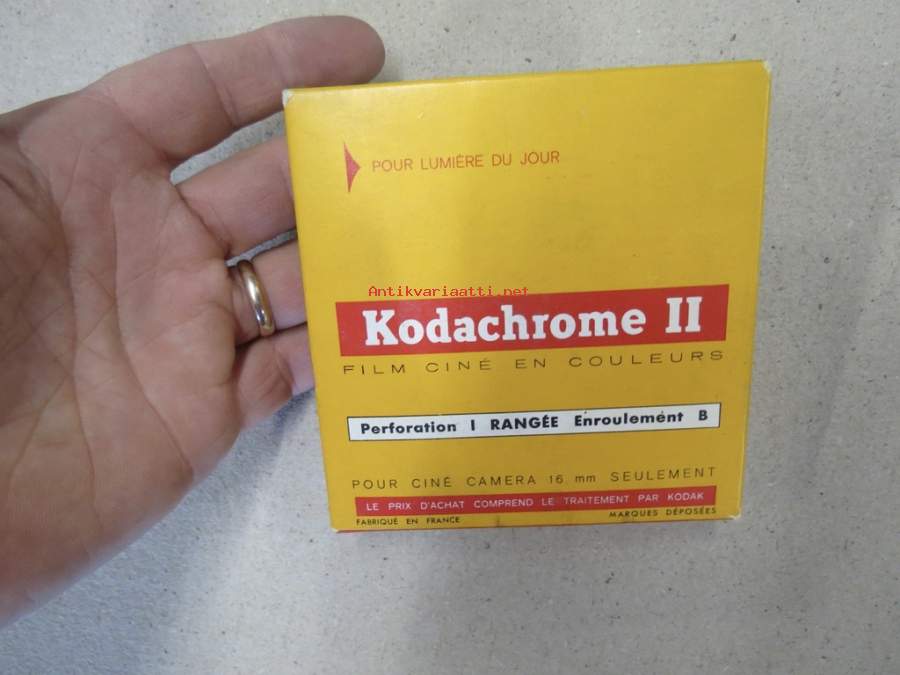 POUR LUMIÈRE DU JOUR
Antikvariaatti.net
Kodachrome II
FILM CINÉ EN COULEURS
Perforation 1 RANGÉE Enroulement B
POUR CINÉ CAMERA 16 mm SEULEMENT
LE PRIX D'ACHAT COMPREND LE TRAITEMENT PAR KODAK
FABRIQUÉ EN FRANCE MARQUES DÉPOSÉES